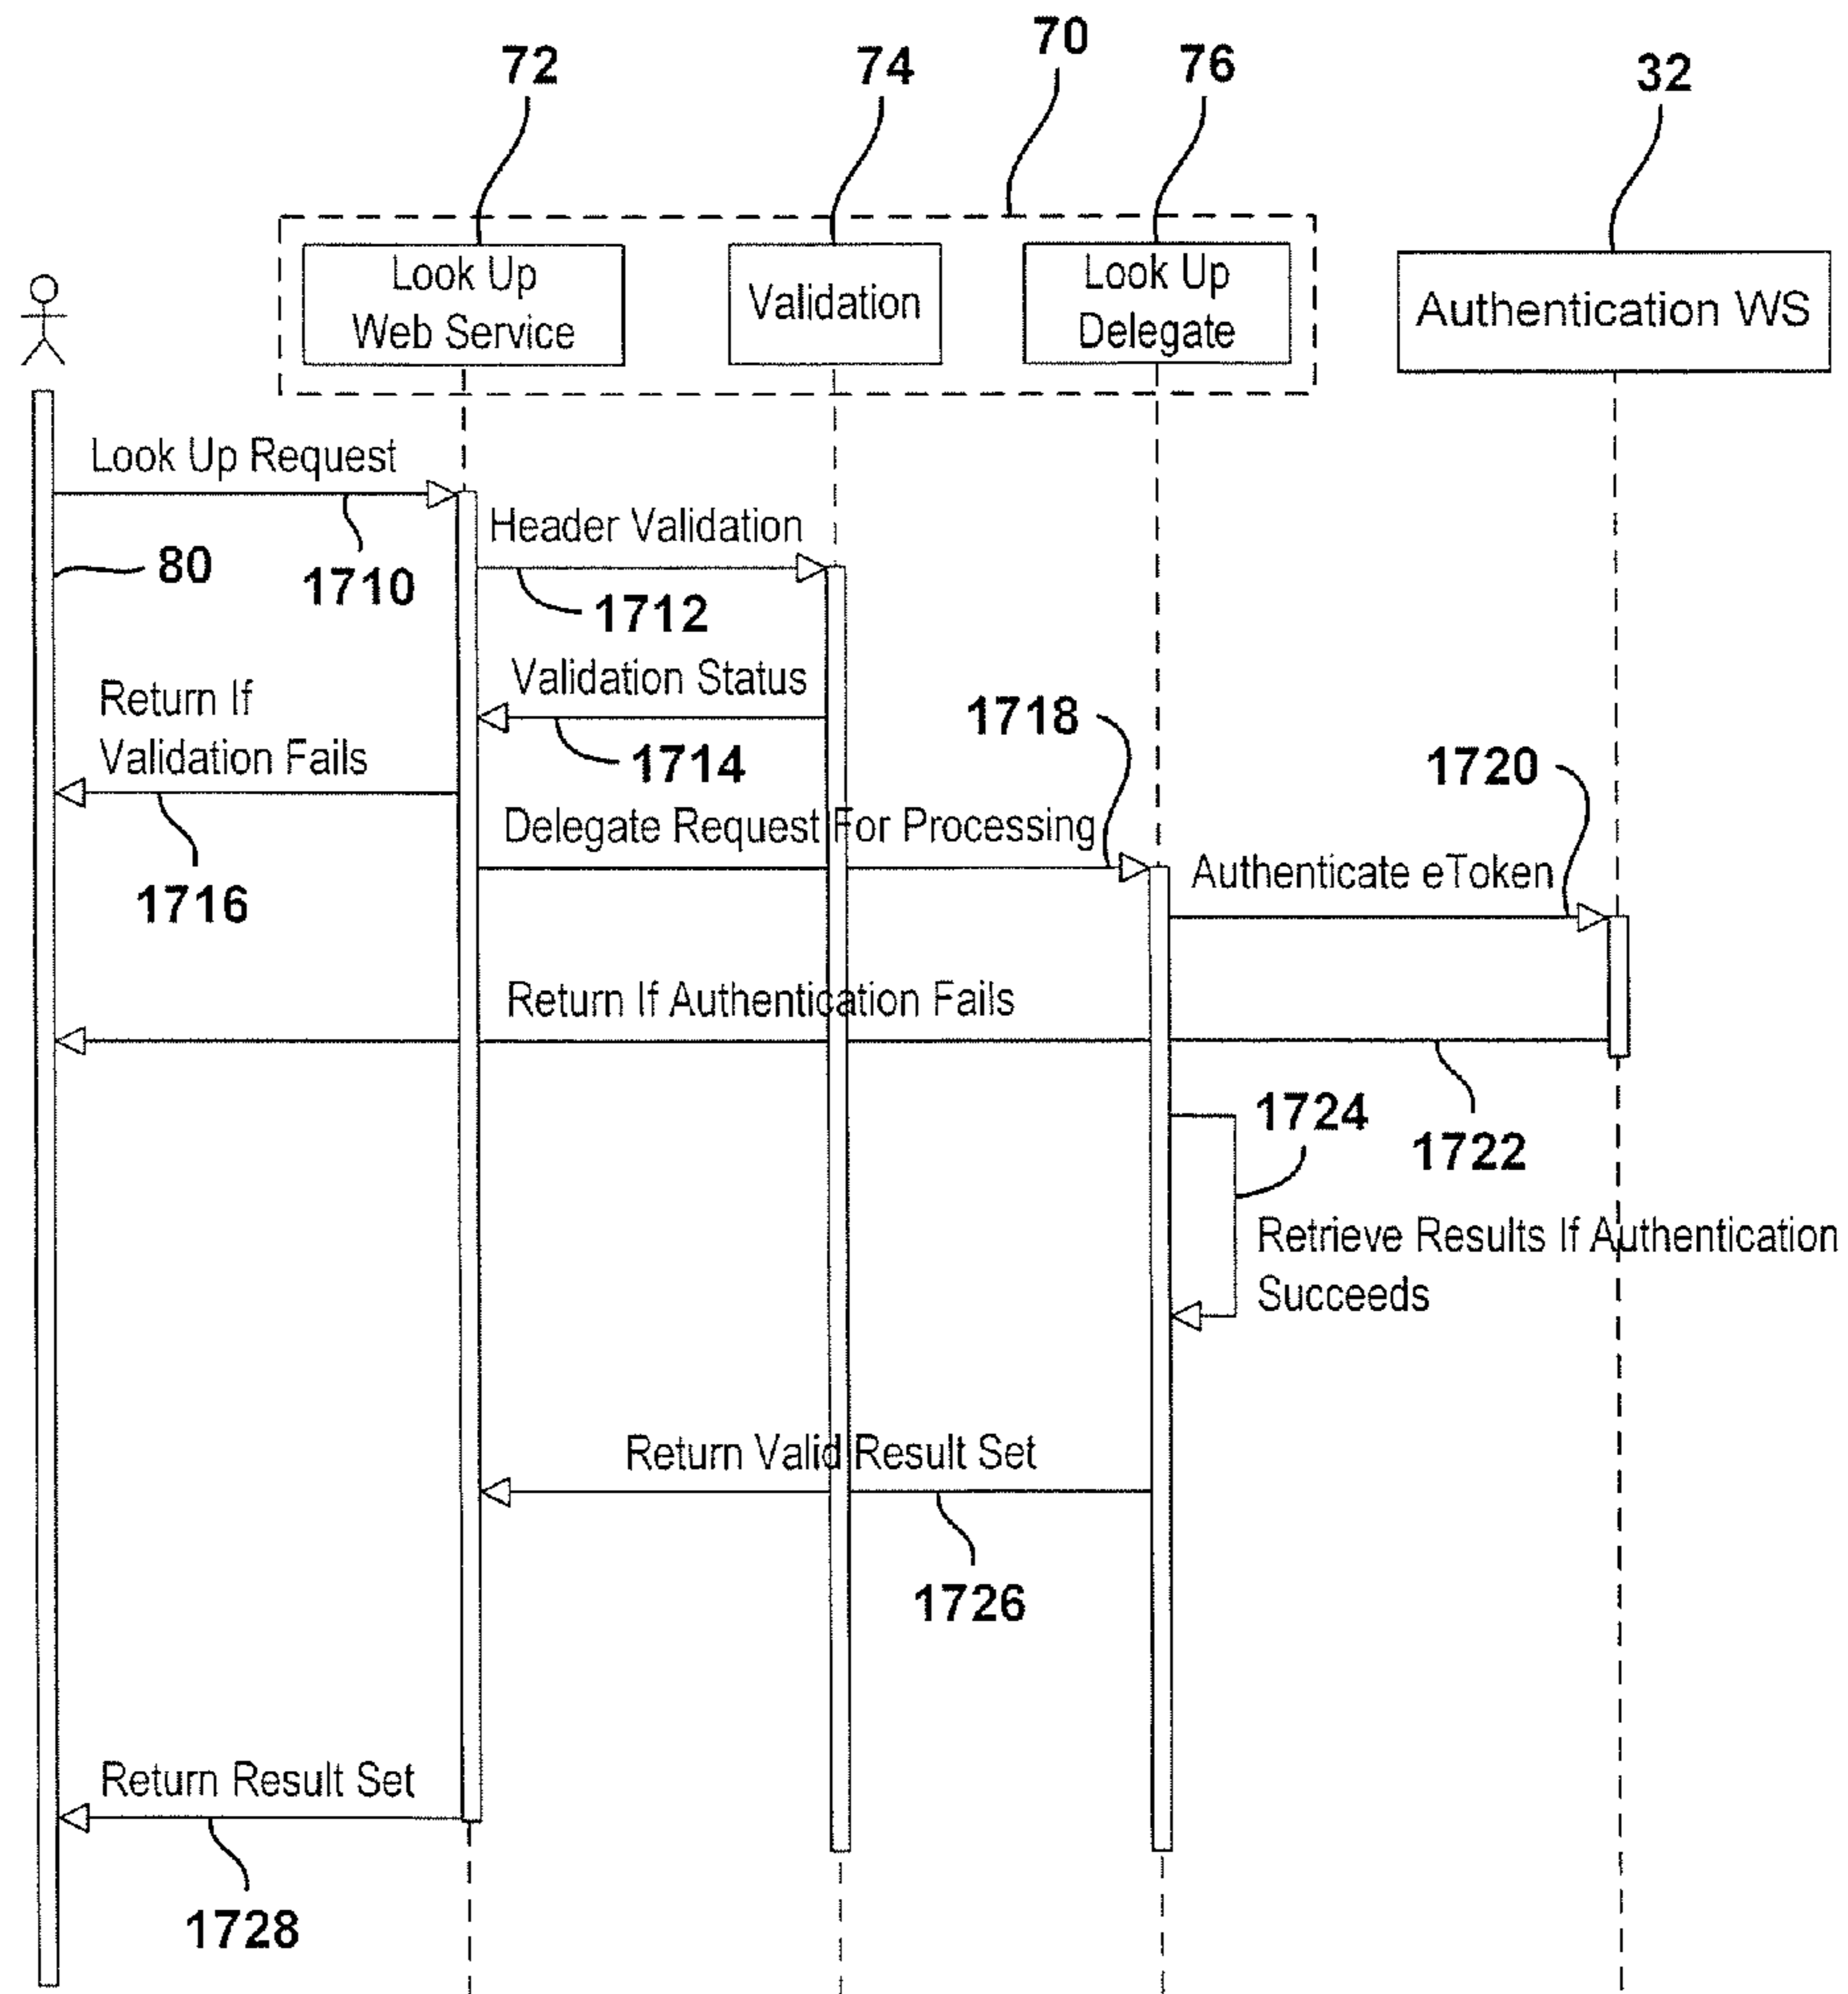 70
72
74
76
32
Look Up
Web Service
Validation
Look Up
Delegate
Authentication WS
Look Up Request
Header Validation
80
1710
1712
Validation Status
Return If
Validation Fails
1718
1714
1720
Delegate Request For Processing
Authenticate eToken
1716
Return If Authentication Fails
1724
1722
Retrieve Results If Authentication
Succeeds
Return Valid Result Set
1726
Return Result Set
1728